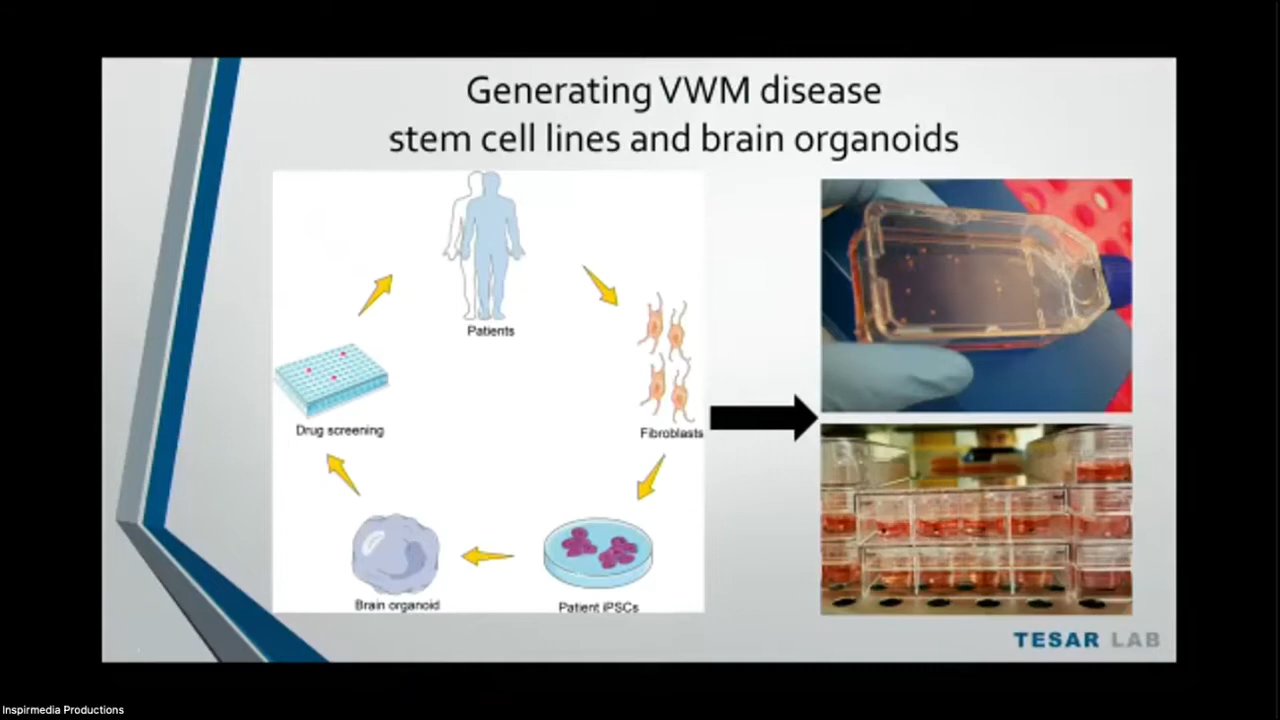 Generating VWM disease
stem cell lines and brain organoids
Patients
Fibroblasts
Patient iPSCs
Brain organoid
Drug screening
TESAR LAB
Inspirmedia Productions